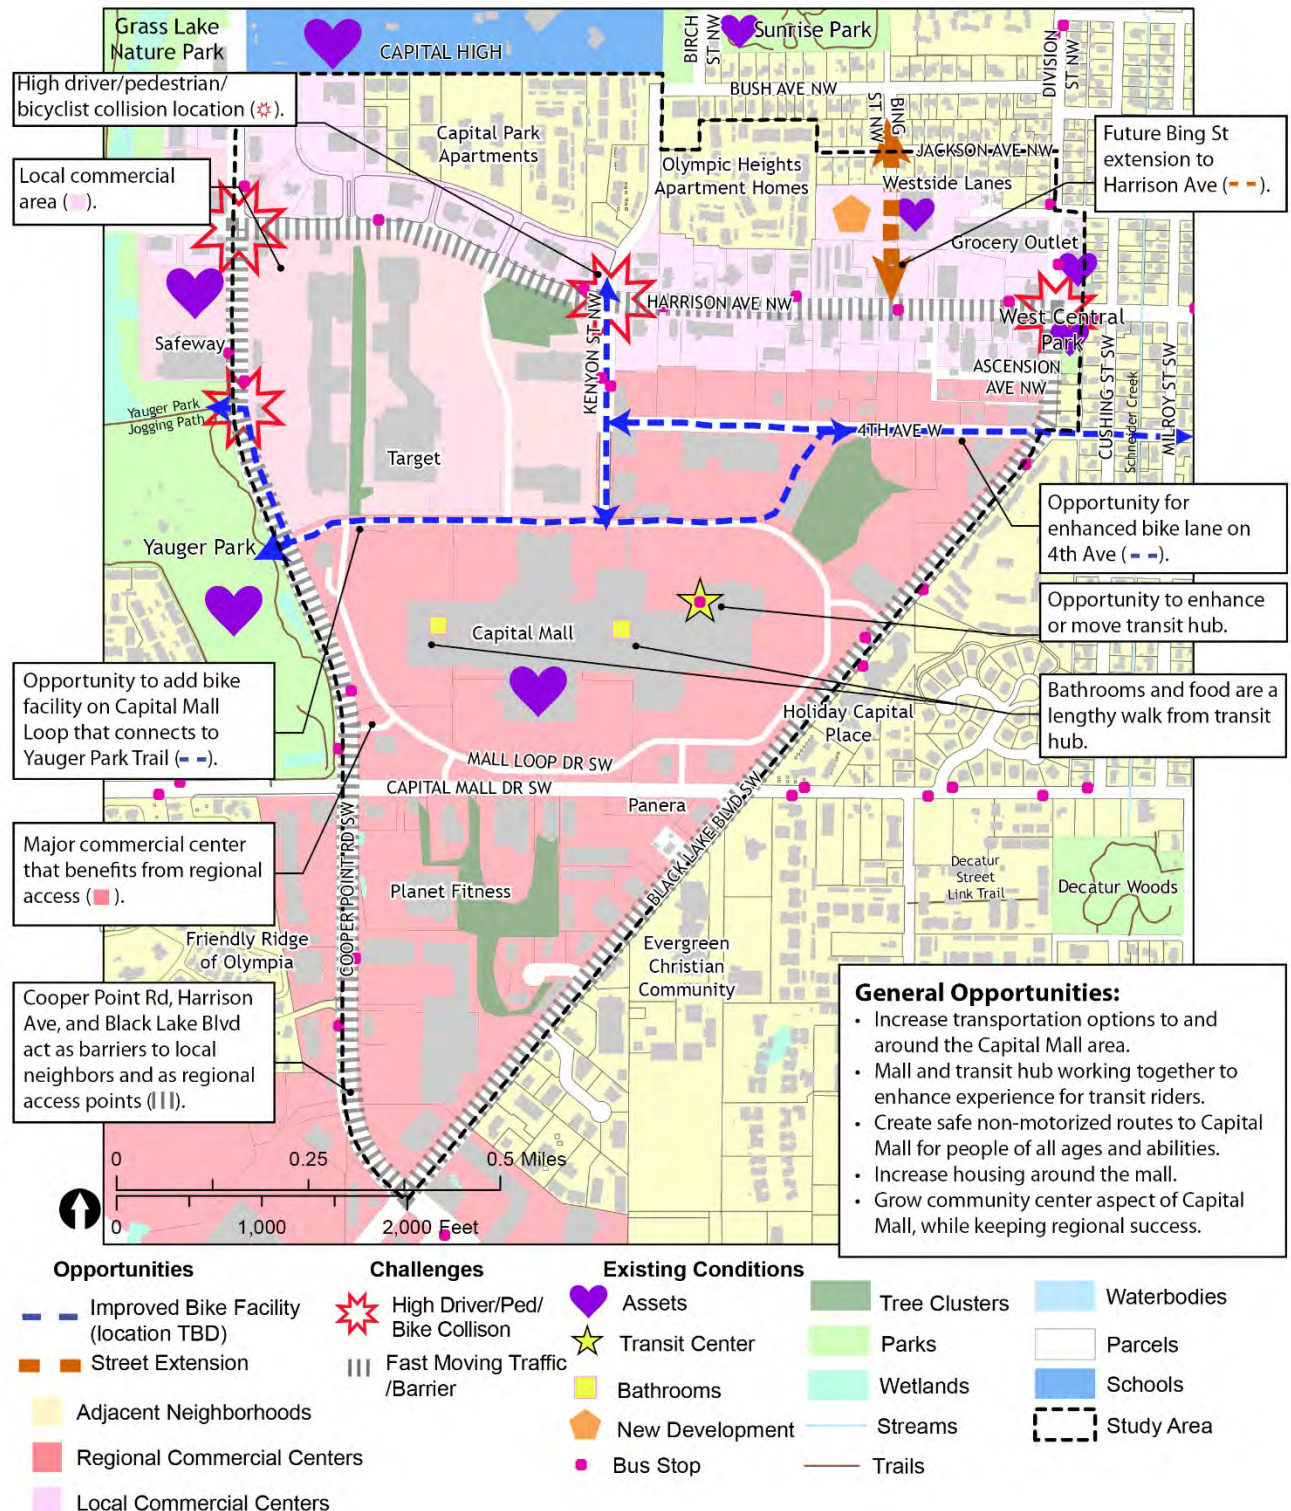 Grass Lake
Nature Park
CAPITAL HIGH
BIRCH
ST NW
Sunrise Park
DIVISION
ST NW
High driver/pedestrian/
bicyclist collision location ( ).
BUSH AVE NW
BING
ST NW
Capital Park
Apartments
Future Bing St
extension to
Harrison Ave ( ).
JACKSON AVE NW
Olympic Heights
Apartment Homes
Westside Lanes
Local commercial
area ( ).
Grocery Outlet
HARRISON AVE NW
West Central
Park
Safeway
KENYON ST NW
ASCENSION
AVE NW
CUSHING ST SW
Schneider Creek
MILROY ST SW
Yauger Park
Jogging Path
4TH AVE W
Target
Opportunity for
enhanced bike lane on
4th Ave ( ).
Yauger Park
Opportunity to enhance
or move transit hub.
Capital Mall
Opportunity to add bike
facility on Capital Mall
Loop that connects to
Yauger Park Trail ( ).
Bathrooms and food are a
lengthy walk from transit
hub.
Holiday Capital
Place
MALL LOOP DR SW
CAPITAL MALL DR SW
Panera
BLACK LAKE BLVD SW
Major commercial center
that benefits from regional
access ( ).
COOPER POINT RD SW
Planet Fitness
Decatur
Street
Link Trail
Decatur Woods
Friendly Ridge
of Olympia
Evergreen
Christian
Community
Cooper Point Rd, Harrison
Ave, and Black Lake Blvd
act as barriers to local
neighbors and as regional
access points ( ).
General Opportunities:
• Increase transportation options to and
around the Capital Mall area.
• Mall and transit hub working together to
enhance experience for transit riders.
• Create safe non-motorized routes to Capital
Mall for people of all ages and abilities.
• Increase housing around the mall.
• Grow community center aspect of Capital
Mall, while keeping regional success.
0 0.25 0.5 Miles
0 1,000 2,000 Feet
Opportunities
Improved Bike Facility
(location TBD)
Street Extension
Adjacent Neighborhoods
Regional Commercial Centers
Local Commercial Centers
Challenges
High Driver/Ped/
Bike Collison
Fast Moving Traffic
/Barrier
Existing Conditions
Assets
Transit Center
Bathrooms
New Development
Bus Stop
Tree Clusters
Parks
Wetlands
Streams
Trails
Waterbodies
Parcels
Schools
Study Area